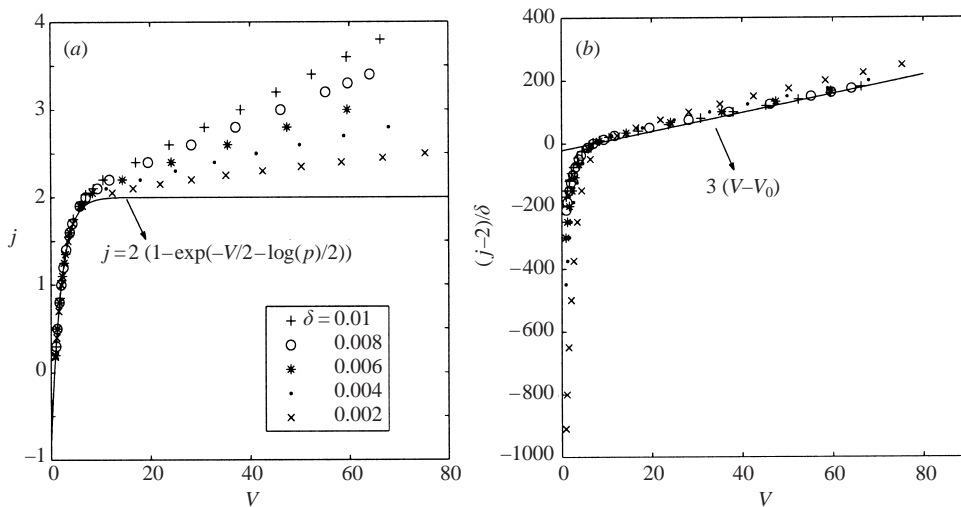 (a)
4
3
2
1
0
–1
j
j = 2 (1–exp(–V/2–log(p)/2))
+ δ = 0.01
o 0.008
* 0.006
· 0.004
× 0.002
0 20 40 60 80
V
(b)
400
200
0
–200
–400
–600
–800
–1000
(j–2)/δ
3 (V–V₀)
0 20 40 60 80
V